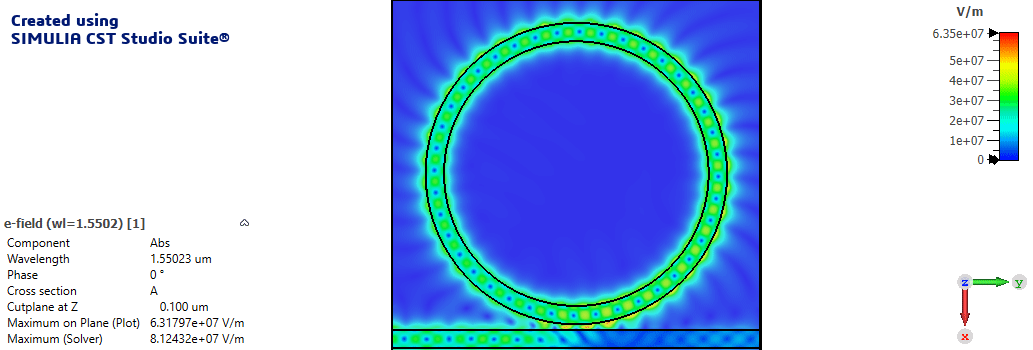 Created using
SIMULIA CST Studio Suite®
V/m
6.35e+07
5e+07
4e+07
3e+07
2e+07
1e+07
0
e-field (wl=1.5502) [1]
Component Abs
Wavelength 1.55023 um
Phase 0 °
Cross section A
Cutplane at Z 0.100 um
Maximum on Plane (Plot) 6.31797e+07 V/m
Maximum (Solver) 8.12432e+07 V/m
z y
x